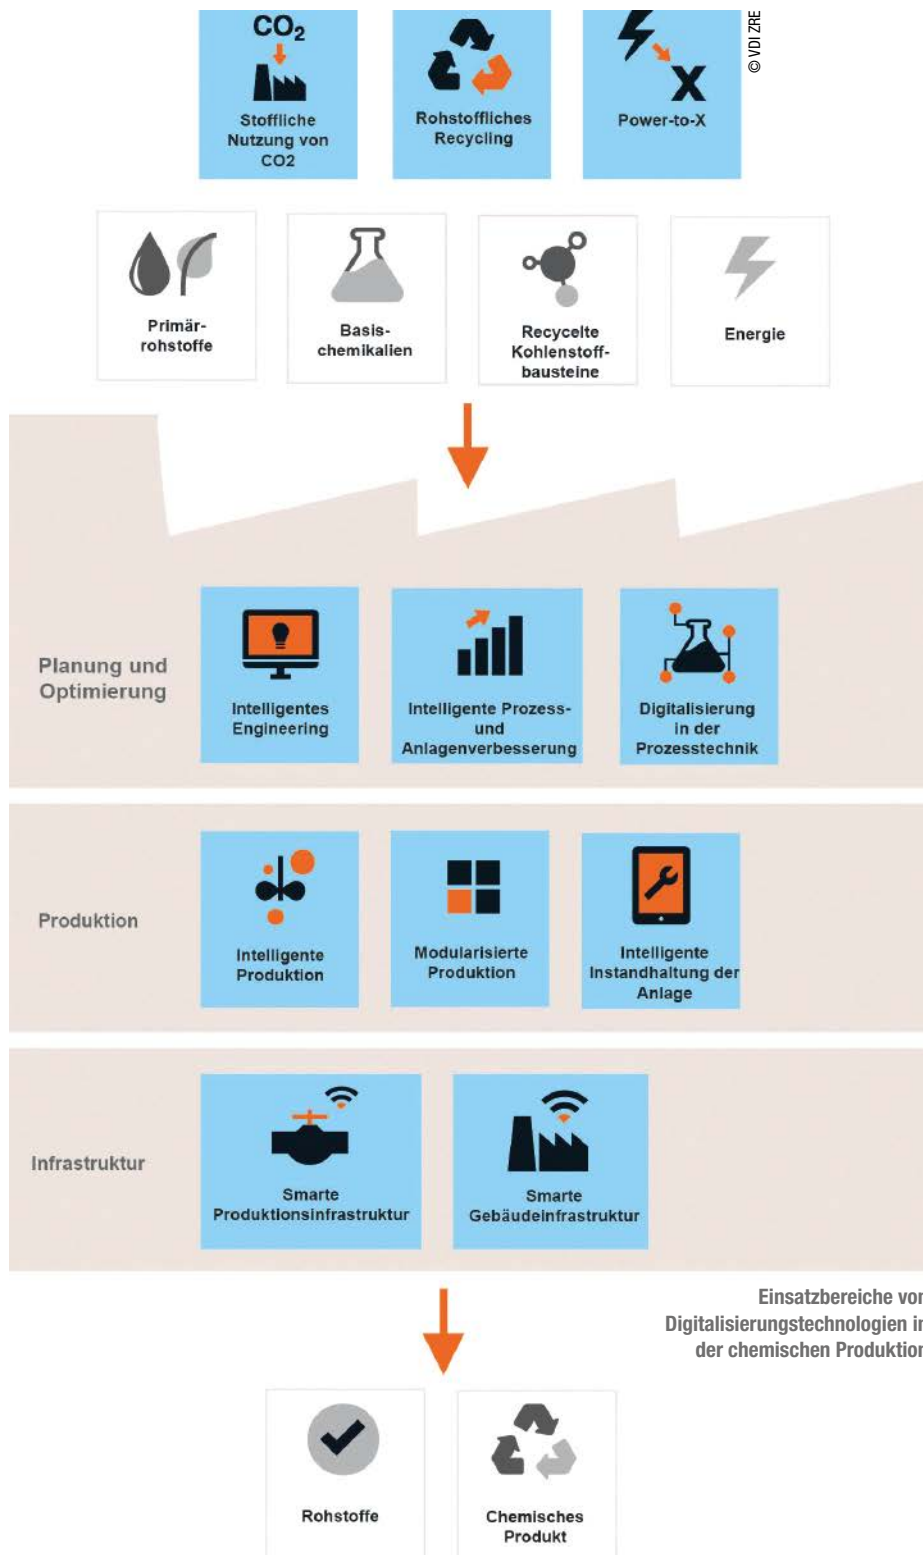 CO₂
X
© VDI ZRE
Stoffliche
Nutzung von
CO2
Rohstoffliches
Recycling
Power-to-X
Primär-
rohstoffe
Basis-
chemikalien
Recycelte
Kohlenstoff-
bausteine
Energie
Planung und
Optimierung
Intelligentes
Engineering
Intelligente Prozess-
und
Anlagenverbesserung
Digitalisierung
in der
Prozesstechnik
Produktion
Intelligente
Produktion
Modularisierte
Produktion
Intelligente
Instandhaltung der
Anlage
Infrastruktur
Smarte
Produktionsinfrastruktur
Smarte
Gebäudeinfrastruktur
Einsatzbereiche von
Digitalisierungstechnologien in
der chemischen Produktion
Rohstoffe
Chemisches
Produkt